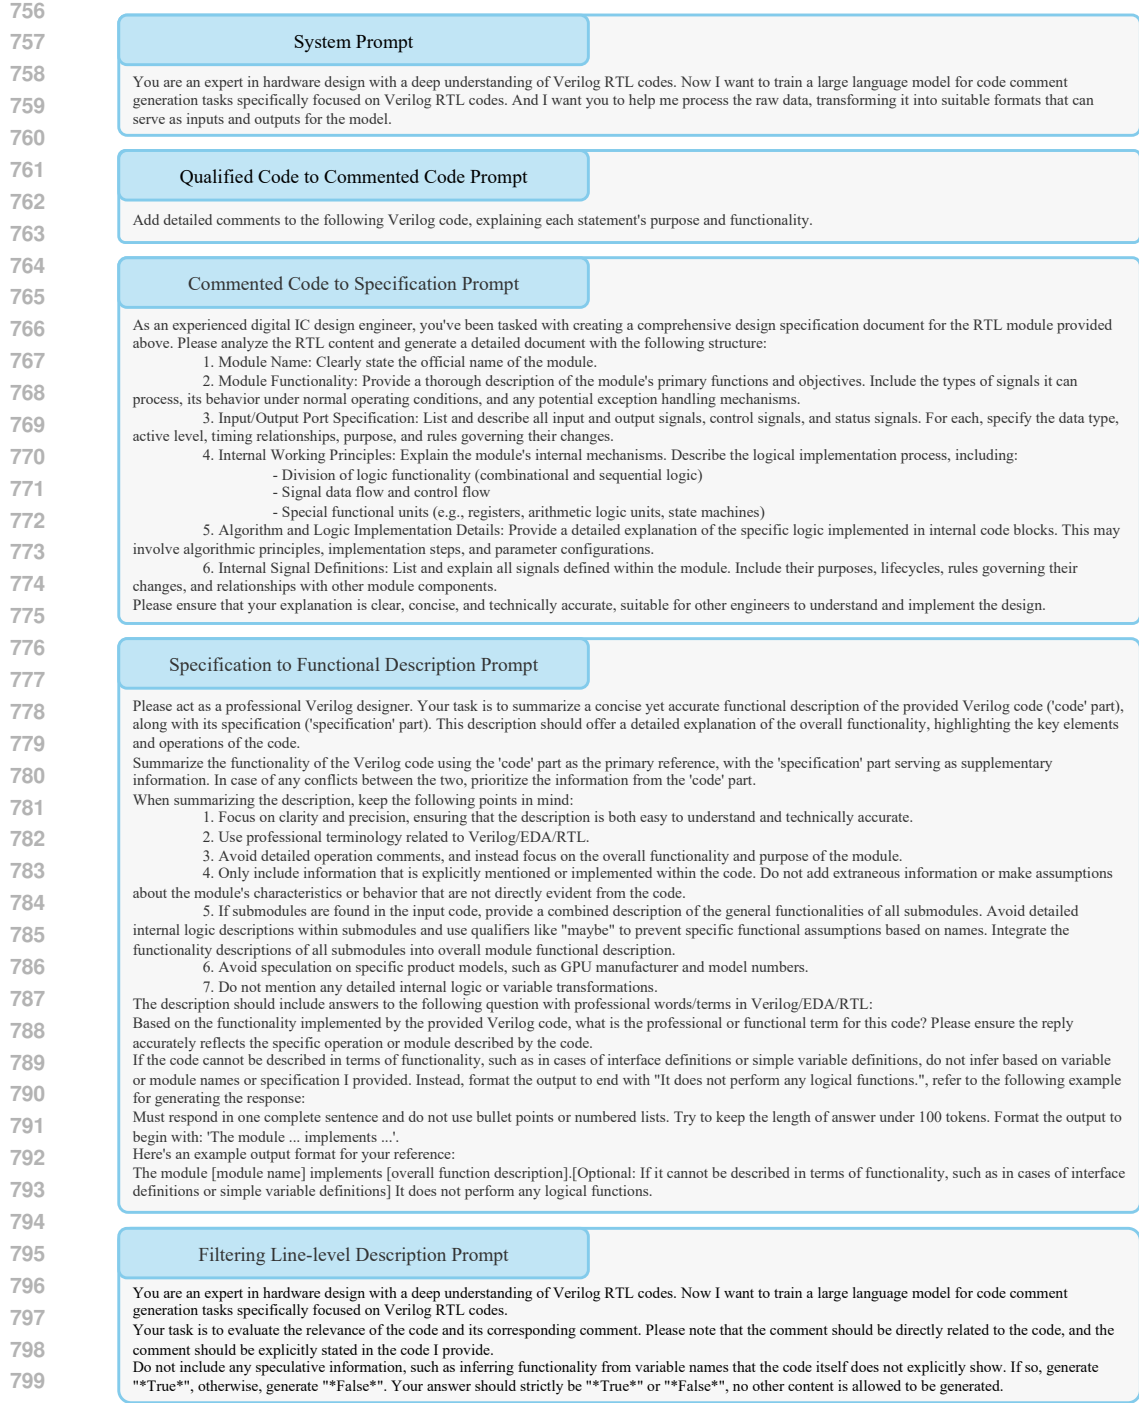 756
757
758
759
760
761
762
763
764
765
766
767
768
769
770
771
772
773
774
775
776
777
778
779
780
781
782
783
784
785
786
787
788
789
790
791
792
793
794
795
796
797
798
799
System Prompt
You are an expert in hardware design with a deep understanding of Verilog RTL codes. Now I want to train a large language model for code comment
generation tasks specifically focused on Verilog RTL codes. And I want you to help me process the raw data, transforming it into suitable formats that can
serve as inputs and outputs for the model.
Qualified Code to Commented Code Prompt
Add detailed comments to the following Verilog code, explaining each statement's purpose and functionality.
Commented Code to Specification Prompt
As an experienced digital IC design engineer, you've been tasked with creating a comprehensive design specification document for the RTL module provided
above. Please analyze the RTL content and generate a detailed document with the following structure:
1. Module Name: Clearly state the official name of the module.
2. Module Functionality: Provide a thorough description of the module's primary functions and objectives. Include the types of signals it can
process, its behavior under normal operating conditions, and any potential exception handling mechanisms.
3. Input/Output Port Specification: List and describe all input and output signals, control signals, and status signals. For each, specify the data type,
active level, timing relationships, purpose, and rules governing their changes.
4. Internal Working Principles: Explain the module's internal mechanisms. Describe the logical implementation process, including:
- Division of logic functionality (combinational and sequential logic)
- Signal data flow and control flow
- Special functional units (e.g., registers, arithmetic logic units, state machines)
5. Algorithm and Logic Implementation Details: Provide a detailed explanation of the specific logic implemented in internal code blocks. This may
involve algorithmic principles, implementation steps, and parameter configurations.
6. Internal Signal Definitions: List and explain all signals defined within the module. Include their purposes, lifecycles, rules governing their
changes, and relationships with other module components.
Please ensure that your explanation is clear, concise, and technically accurate, suitable for other engineers to understand and implement the design.
Specification to Functional Description Prompt
Please act as a professional Verilog designer. Your task is to summarize a concise yet accurate functional description of the provided Verilog code ('code' part),
along with its specification ('specification' part). This description should offer a detailed explanation of the overall functionality, highlighting the key elements
and operations of the code.
Summarize the functionality of the Verilog code using the 'code' part as the primary reference, with the 'specification' part serving as supplementary
information. In case of any conflicts between the two, prioritize the information from the 'code' part.
When summarizing the description, keep the following points in mind:
1. Focus on clarity and precision, ensuring that the description is both easy to understand and technically accurate.
2. Use professional terminology related to Verilog/EDA/RTL.
3. Avoid detailed operation comments, and instead focus on the overall functionality and purpose of the module.
4. Only include information that is explicitly mentioned or implemented within the code. Do not add extraneous information or make assumptions
about the module's characteristics or behavior that are not directly evident from the code.
5. If submodules are found in the input code, provide a combined description of the general functionalities of all submodules. Avoid detailed
internal logic descriptions within submodules and use qualifiers like "maybe" to prevent specific functional assumptions based on names. Integrate the
functionality descriptions of all submodules into overall module functional description.
6. Avoid speculation on specific product models, such as GPU manufacturer and model numbers.
7. Do not mention any detailed internal logic or variable transformations.
The description should include answers to the following question with professional words/terms in Verilog/EDA/RTL:
Based on the functionality implemented by the provided Verilog code, what is the professional or functional term for this code? Please ensure the reply
accurately reflects the specific operation or module described by the code.
If the code cannot be described in terms of functionality, such as in cases of interface definitions or simple variable definitions, do not infer based on variable
or module names or specification I provided. Instead, format the output to end with "It does not perform any logical functions.", refer to the following example
for generating the response:
Must respond in one complete sentence and do not use bullet points or numbered lists. Try to keep the length of answer under 100 tokens. Format the output to
begin with: 'The module ... implements ...'.
Here's an example output format for your reference:
The module [module name] implements [overall function description].[Optional: If it cannot be described in terms of functionality, such as in cases of interface
definitions or simple variable definitions] It does not perform any logical functions.
Filtering Line-level Description Prompt
You are an expert in hardware design with a deep understanding of Verilog RTL codes. Now I want to train a large language model for code comment
generation tasks specifically focused on Verilog RTL codes.
Your task is to evaluate the relevance of the code and its corresponding comment. Please note that the comment should be directly related to the code, and the
comment should be explicitly stated in the code I provide.
Do not include any speculative information, such as inferring functionality from variable names that the code itself does not explicitly show. If so, generate
"*True*", otherwise, generate "*False*". Your answer should strictly be "*True*" or "*False*", no other content is allowed to be generated.